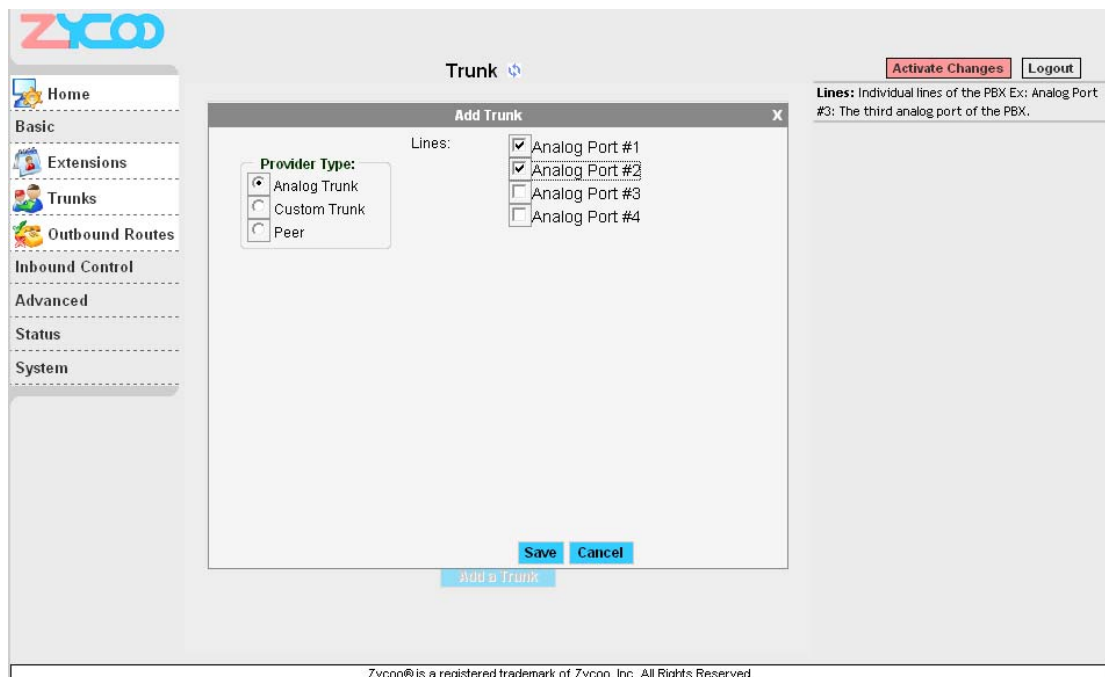 ZYCOO
Trunk
Activate Changes
Logout
Home
Basic
Extensions
Trunks
Outbound Routes
Inbound Control
Advanced
Status
System
Add Trunk X
Provider Type:
Analog Trunk
Custom Trunk
Peer
Lines:
Analog Port #1
Analog Port #2
Analog Port #3
Analog Port #4
Save
Cancel
Add a Trunk
Lines: Individual lines of the PBX Ex: Analog Port
#3: The third analog port of the PBX.
Zycoo® is a registered trademark of Zycoo, Inc. All Rights Reserved